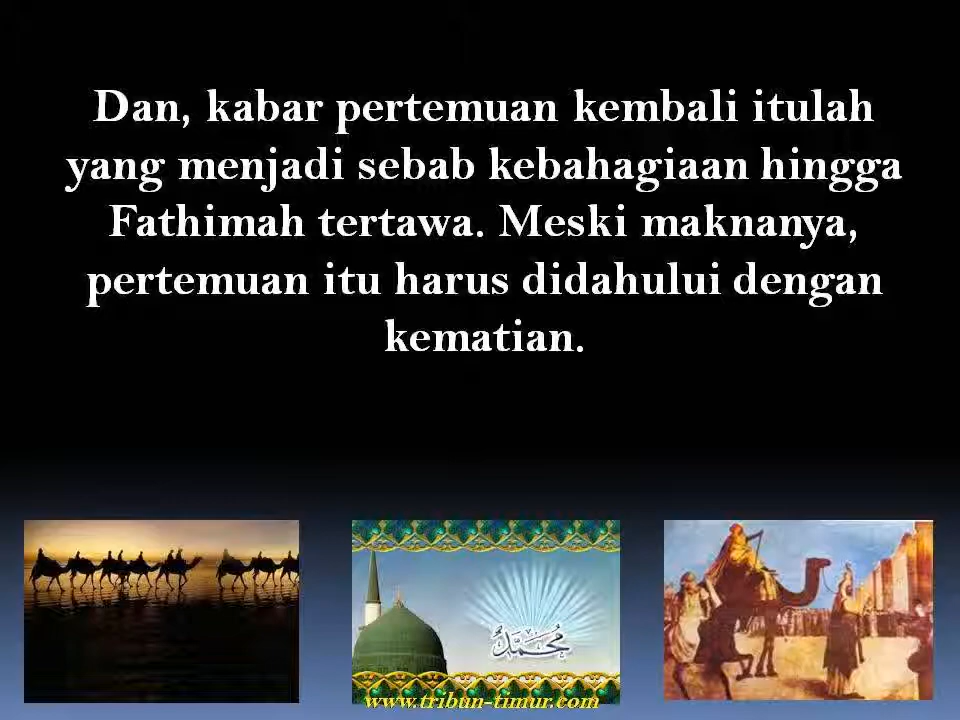 Dan, kabar pertemuan kembali itulah
yang menjadi sebab kebahagiaan hingga
Fathimah tertawa. Meski maknanya,
pertemuan itu harus didahului dengan
kematian.
مُحَمَّدٌ
www.tribun-timur.com